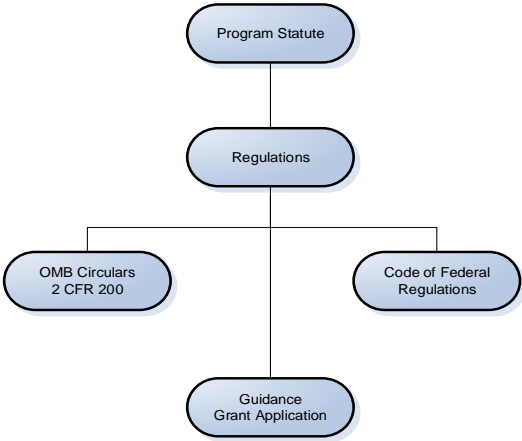 Program Statute
Regulations
OMB Circulars
2 CFR 200
Code of Federal
Regulations
Guidance
Grant Application